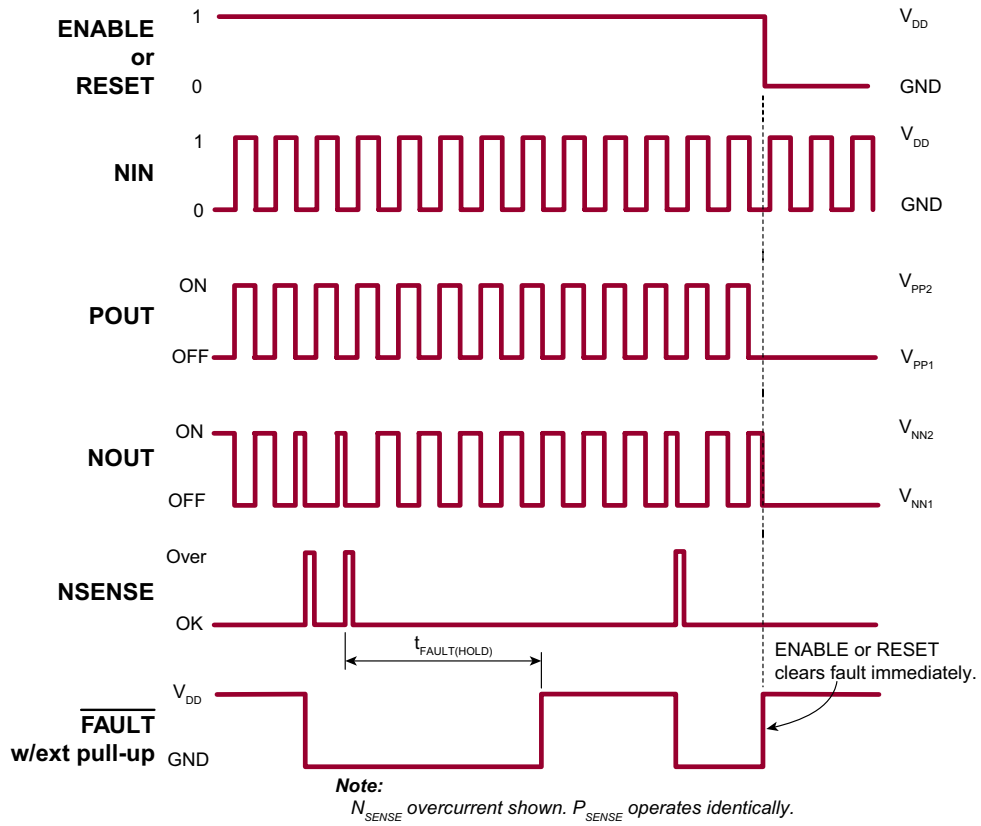 ENABLE
or
RESET
1
0
V_DD
GND
NIN
1
0
V_DD
GND
POUT
ON
OFF
V_PP2
V_PP1
NOUT
ON
OFF
V_NN2
V_NN1
NSENSE
Over
OK
t_FAULT(HOLD)
ENABLE or RESET
clears fault immediately.
FAULT
w/ext pull-up
V_DD
GND
Note:
N_SENSE overcurrent shown. P_SENSE operates identically.